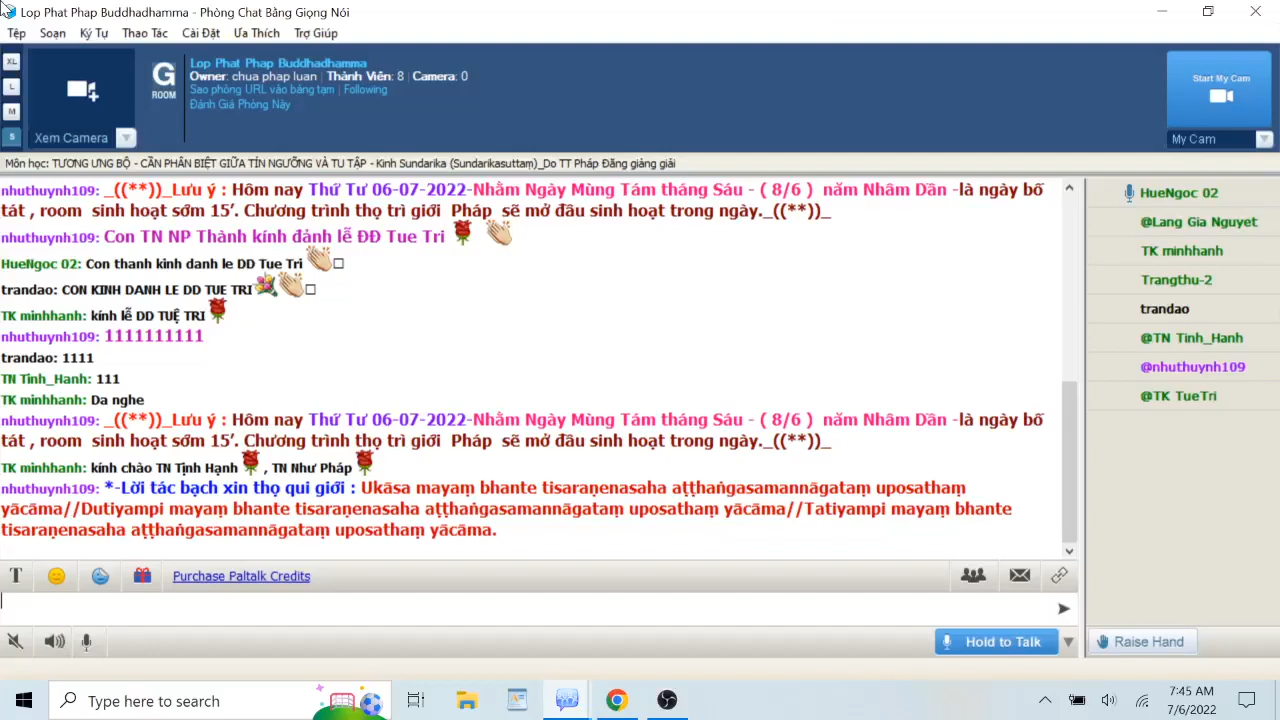 Lop Phat Phap Buddhadhamma - Phòng Chat Bằng Giọng Nói
Tệp Soạn Ký Tự Thao Tác Cài Đặt Ưa Thích Trợ Giúp
XL
L
M
S
Xem Camera
G
ROOM
Lop Phat Phap Buddhadhamma
Owner: chua phap luan | Thành Viên: 8 | Camera: 0
Sao phỏng URL vào bảng tạm | Following
Đánh Giá Phòng Này
Start My Cam
My Cam
Môn học: TƯƠNG ƯNG BỘ - CẦN PHÂN BIỆT GIỮA TÍN NGƯỠNG VÀ TU TẬP - Kinh Sundarika (Sundarikasuttaṃ)_Do TT Pháp Đăng giảng giải
nhuthuynh109: _((**))_Lưu ý : Hôm nay Thứ Tư 06-07-2022-Nhằm Ngày Mùng Tám tháng Sáu - ( 8/6 ) năm Nhâm Dần -là ngày bố
tát , room sinh hoạt sớm 15’. Chương trình thọ trì giới Pháp sẽ mở đầu sinh hoạt trong ngày._((**))_
nhuthuynh109: Con TN NP Thành kính đảnh lễ ĐĐ Tue Tri
HueNgoc 02: Con thanh kinh danh le DD Tue Tri
trandao: CON KINH DANH LE DD TUE TRI
TK minhhanh: kính lễ DD TUỆ TRI
nhuthuynh109: 1111111111
trandao: 1111
TN Tinh_Hanh: 111
TK minhhanh: Da nghe
nhuthuynh109: _((**))_Lưu ý : Hôm nay Thứ Tư 06-07-2022-Nhằm Ngày Mùng Tám tháng Sáu - ( 8/6 ) năm Nhâm Dần -là ngày bố
tát , room sinh hoạt sớm 15’. Chương trình thọ trì giới Pháp sẽ mở đầu sinh hoạt trong ngày._((**))_
TK minhhanh: kính chào TN Tịnh Hạnh , TN Như Pháp
nhuthuynh109: *-Lời tác bạch xin thọ qui giới : Ukāsa mayaṃ bhante tisaraṇenasaha aṭṭhaṅgasamannāgataṃ uposathaṃ
yācāma//Dutiyampi mayaṃ bhante tisaraṇenasaha aṭṭhaṅgasamannāgataṃ uposathaṃ yācāma//Tatiyampi mayaṃ bhante
tisaraṇenasaha aṭṭhaṅgasamannāgataṃ uposathaṃ yācāma.
HueNgoc 02
@Lang Gia Nguyet
TK minhhanh
Trangthu-2
trandao
@TN Tinh_Hanh
@nhuthuynh109
@TK TueTri
T
Purchase Paltalk Credits
Hold to Talk
Raise Hand
Type here to search
7:45 AM
7/6/2022